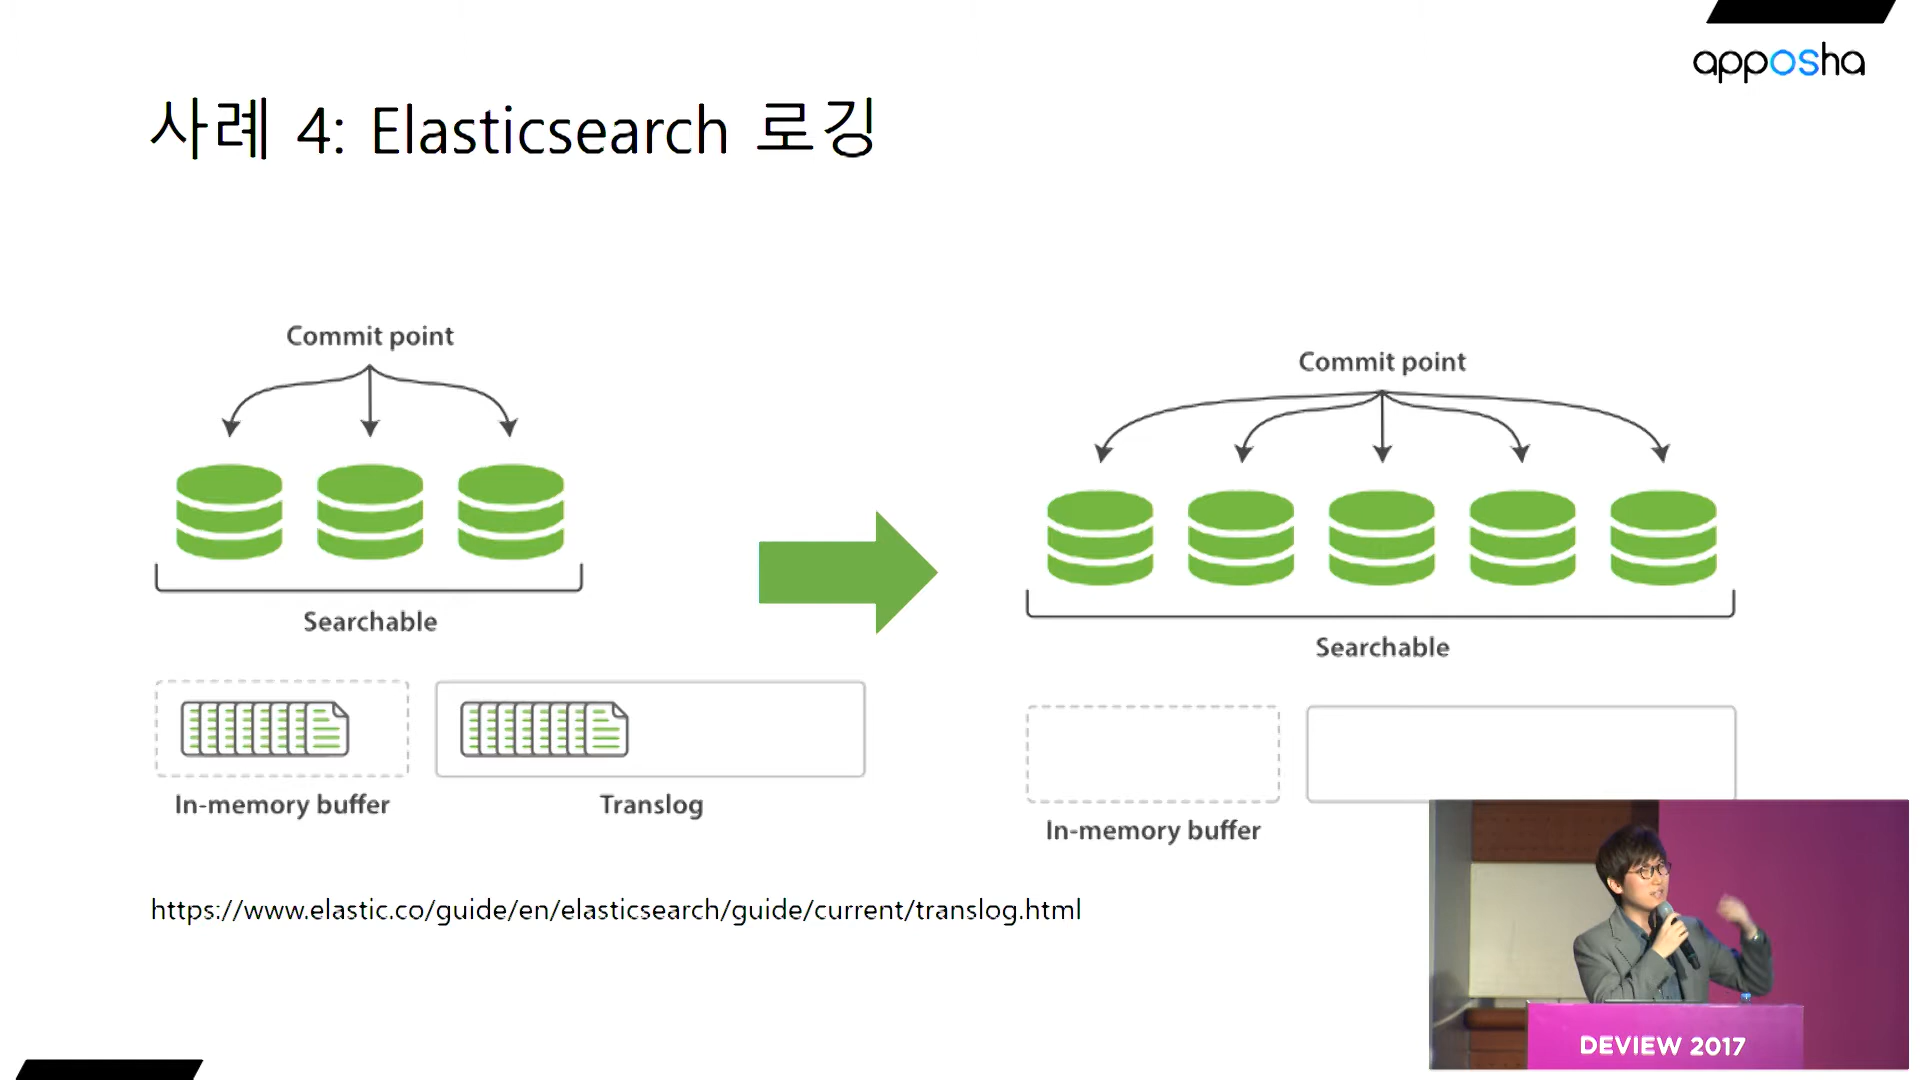 apposha
사례 4: Elasticsearch 로깅
Commit point
Searchable
In-memory buffer
Translog
Commit point
Searchable
In-memory buffer
https://www.elastic.co/guide/en/elasticsearch/guide/current/translog.html
DEVIEW 2017